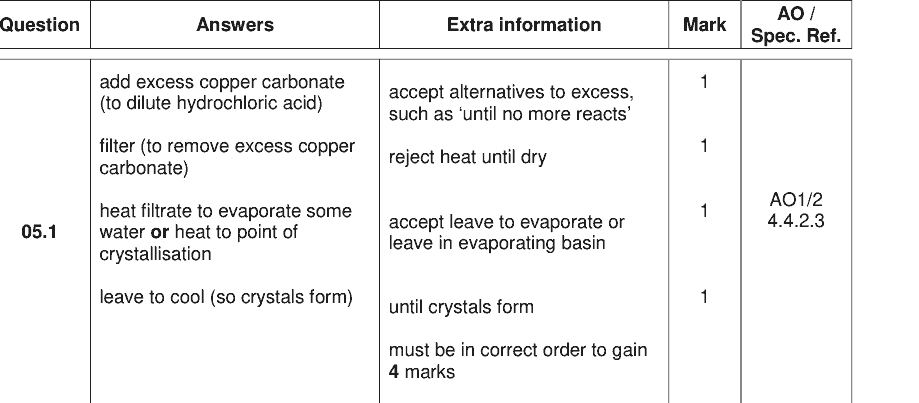 Question Answers Extra information Mark AO /
Spec. Ref.
add excess copper carbonate
(to dilute hydrochloric acid)
accept alternatives to excess,
such as ‘until no more reacts’
1
filter (to remove excess copper
carbonate)
reject heat until dry
1
heat filtrate to evaporate some
water or heat to point of
crystallisation
accept leave to evaporate or
leave in evaporating basin
1
AO1/2
4.4.2.3
05.1
leave to cool (so crystals form)
until crystals form
1
must be in correct order to gain
4 marks